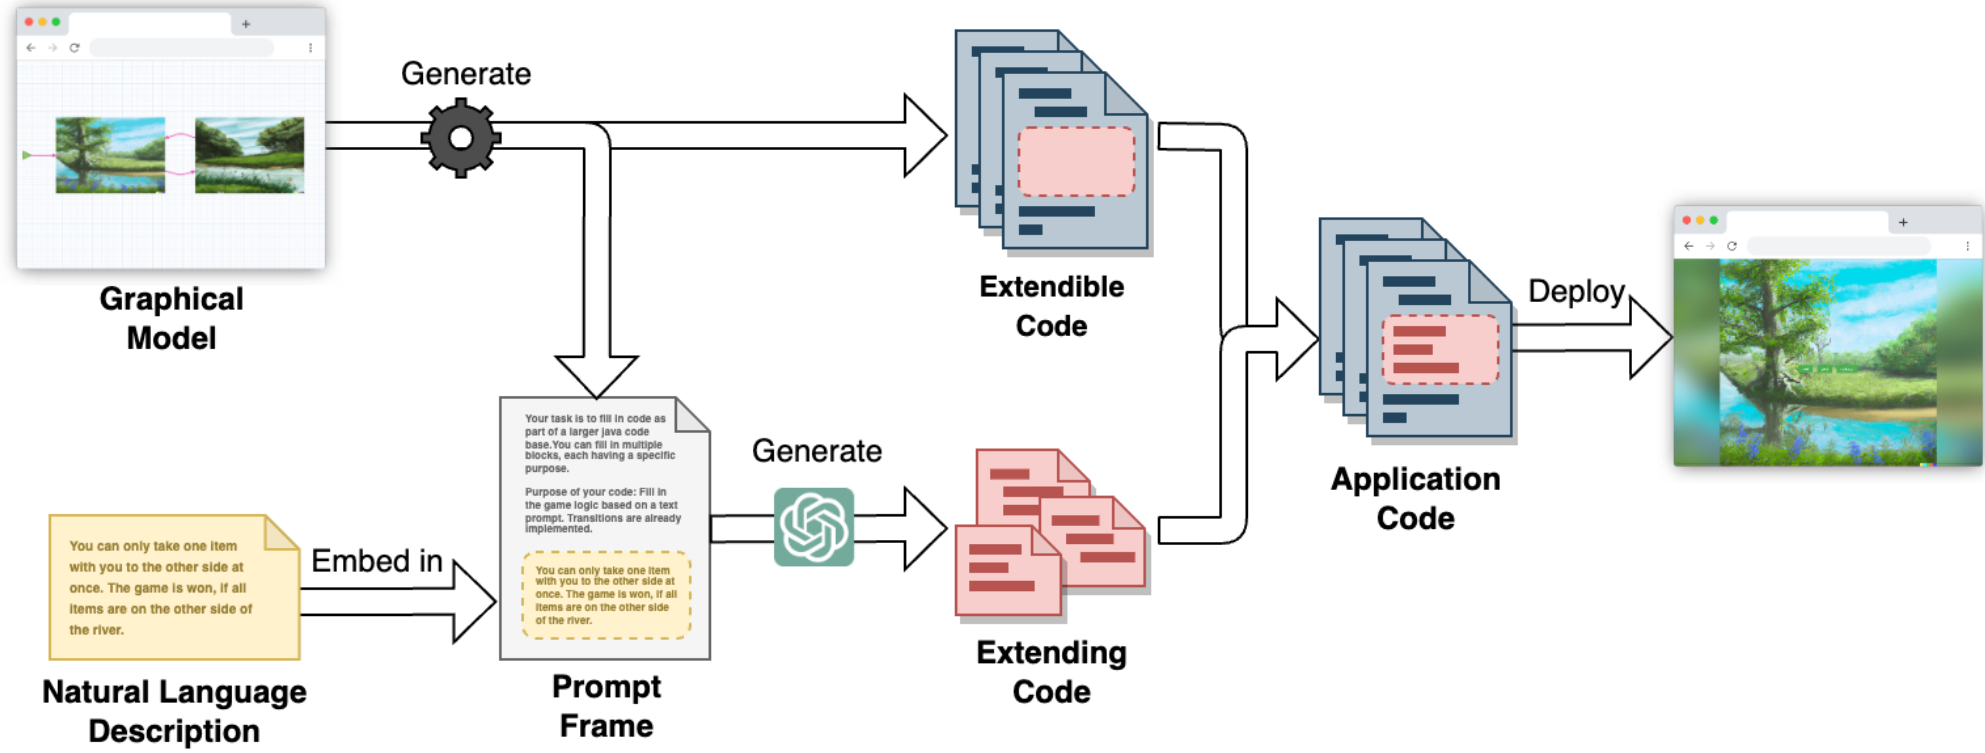 Generate
Graphical
Model
Extendible
Code
Deploy
Your task is to fill in code as
part of a larger java code
base.You can fill in multiple
blocks, each having a specific
purpose.
Purpose of your code: Fill in
the game logic based on a text
prompt. Transitions are already
implemented.
You can only take one item
with you to the other side at
once. The game is won, if all
items are on the other side
of the river.
Generate
Application
Code
You can only take one item
with you to the other side at
once. The game is won, if all
items are on the other side of
the river.
Embed in
Natural Language
Description
Prompt
Frame
Extending
Code